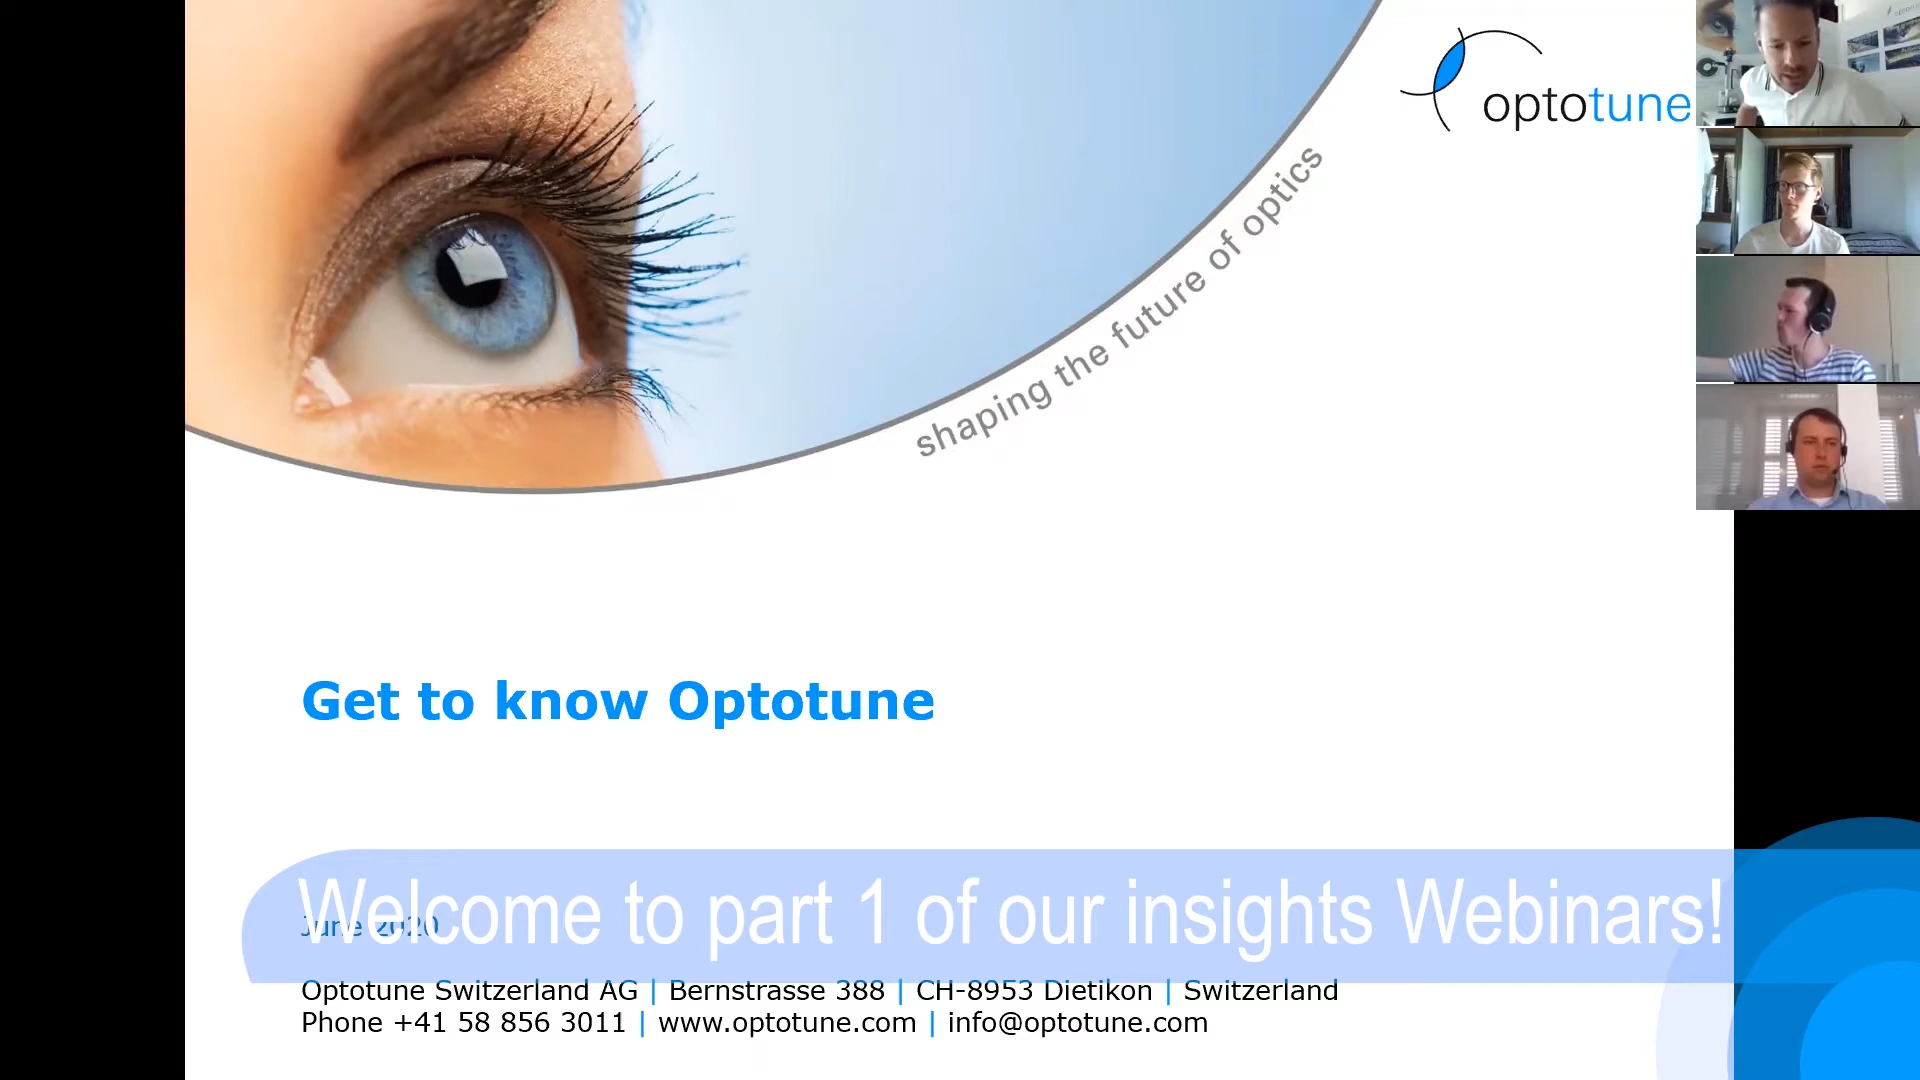 optotune
shaping the future of optics
Get to know Optotune
June 2020
Welcome to part 1 of our insights Webinars!
Optotune Switzerland AG | Bernstrasse 388 | CH-8953 Dietikon | Switzerland
Phone +41 58 856 3011 | www.optotune.com | info@optotune.com